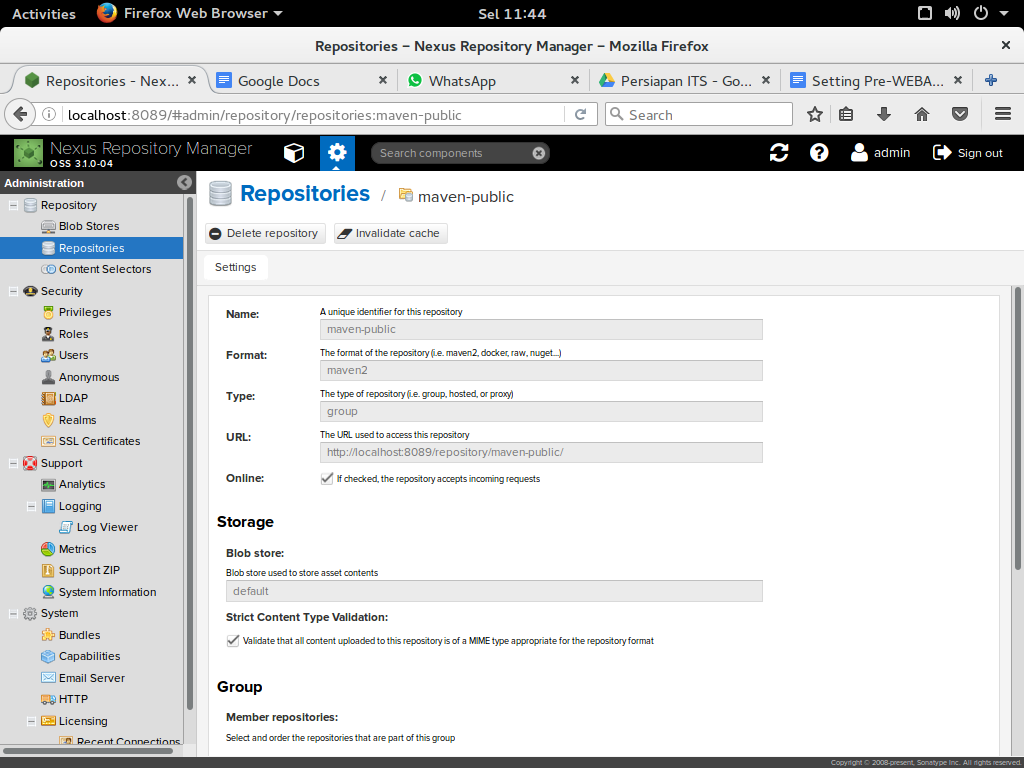 Activities Firefox Web Browser Sel 11:44
Repositories – Nexus Repository Manager – Mozilla Firefox
Repositories - Nex... Google Docs WhatsApp Persiapan ITS - Go... Setting Pre-WEBA...
localhost:8089/#admin/repository/repositories:maven-public Search
Nexus Repository Manager
OSS 3.1.0-04
Search components
admin Sign out
Administration
Repository
Blob Stores
Repositories
Content Selectors
Security
Privileges
Roles
Users
Anonymous
LDAP
Realms
SSL Certificates
Support
Analytics
Logging
Log Viewer
Metrics
Support ZIP
System Information
System
Bundles
Capabilities
Email Server
HTTP
Licensing
Recent Connections
Repositories / maven-public
Delete repository Invalidate cache
Settings
Name: A unique identifier for this repository
maven-public
Format: The format of the repository (i.e. maven2, docker, raw, nuget...)
maven2
Type: The type of repository (i.e. group, hosted, or proxy)
group
URL: The URL used to access this repository
http://localhost:8089/repository/maven-public/
Online: If checked, the repository accepts incoming requests
Storage
Blob store:
Blob store used to store asset contents
default
Strict Content Type Validation:
Validate that all content uploaded to this repository is of a MIME type appropriate for the repository format
Group
Member repositories:
Select and order the repositories that are part of this group
Copyright © 2008-present, Sonatype Inc. All rights reserved.